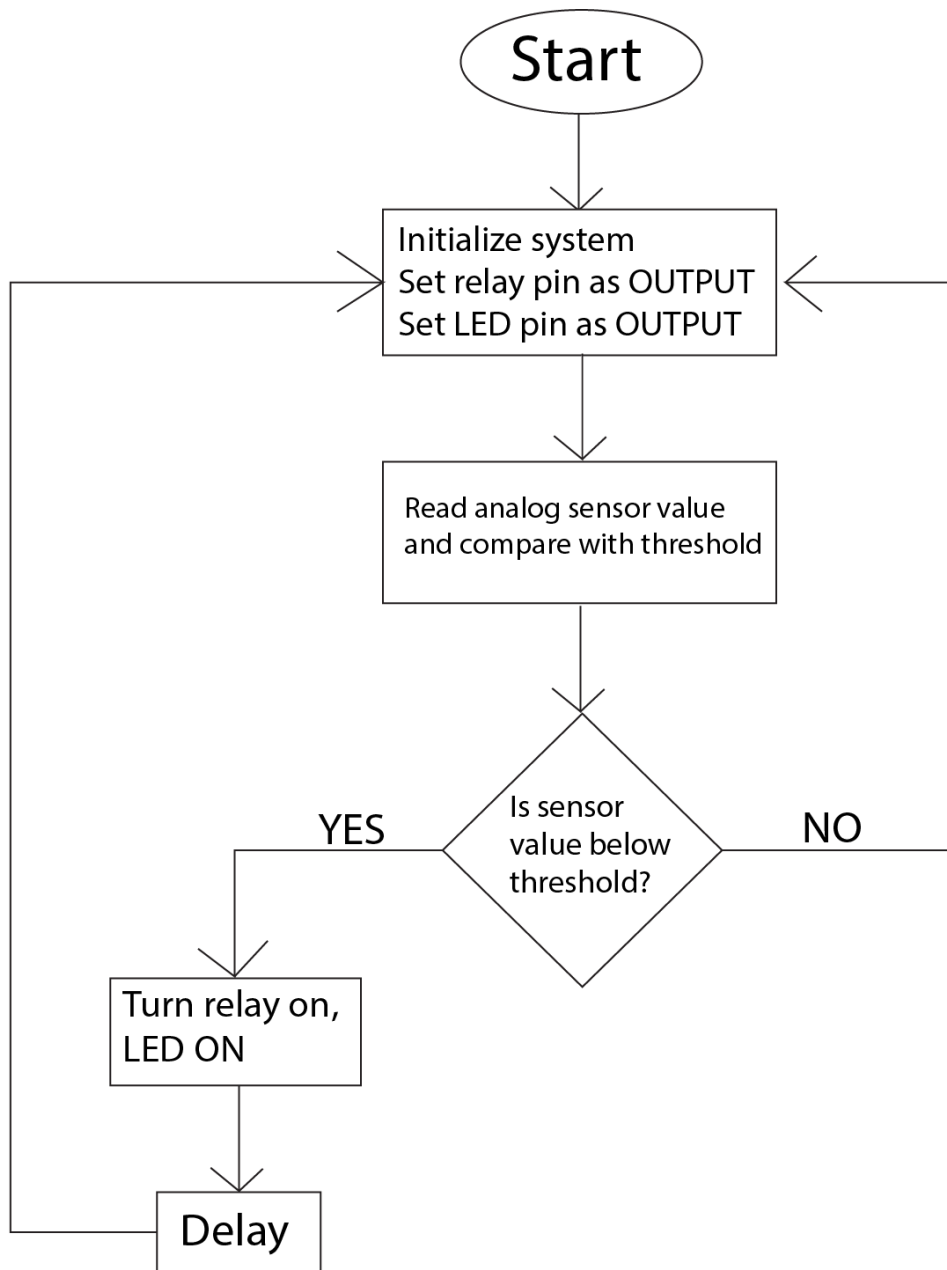 Start
Initialize system
Set relay pin as OUTPUT
Set LED pin as OUTPUT
Read analog sensor value
and compare with threshold
Is sensor
value below
threshold?
YES
NO
Turn relay on,
LED ON
Delay